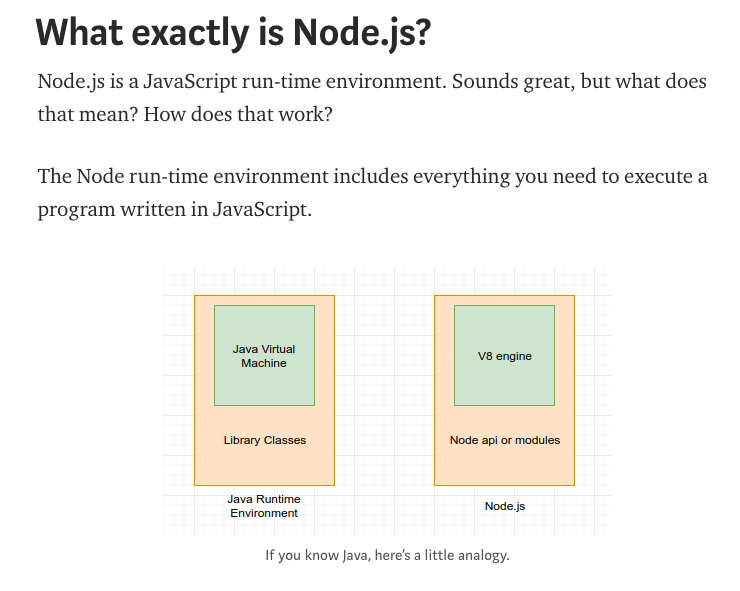 What exactly is Node.js?
Node.js is a JavaScript run-time environment. Sounds great, but what does
that mean? How does that work?
The Node run-time environment includes everything you need to execute a
program written in JavaScript.
Java Virtual
Machine
Library Classes
Java Runtime
Environment
V8 engine
Node api or modules
Node.js
If you know Java, here’s a little analogy.